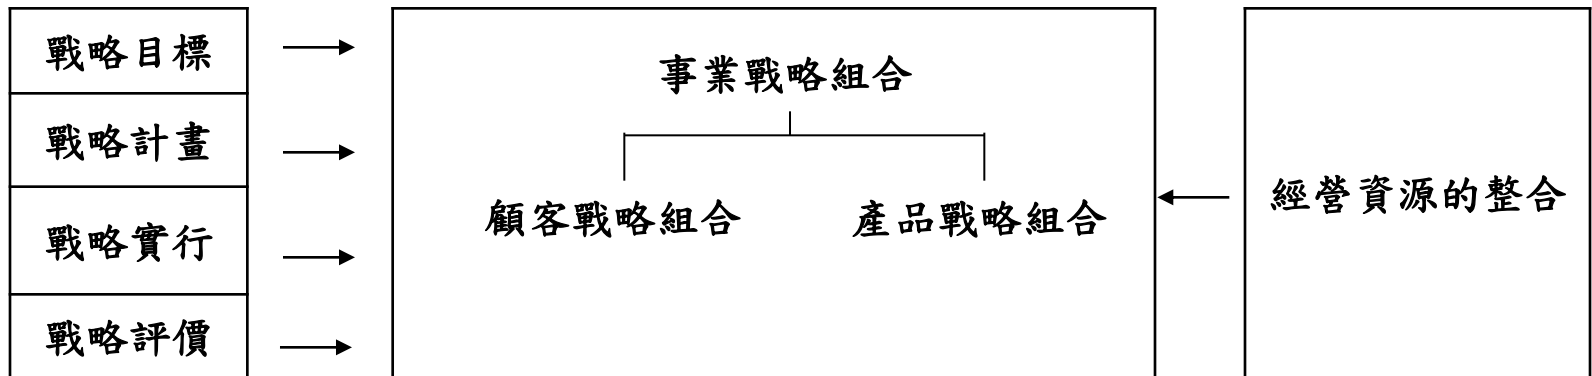 戰略目標
戰略計畫
戰略實行
戰略評價
事業戰略組合
顧客戰略組合
產品戰略組合
經營資源的整合